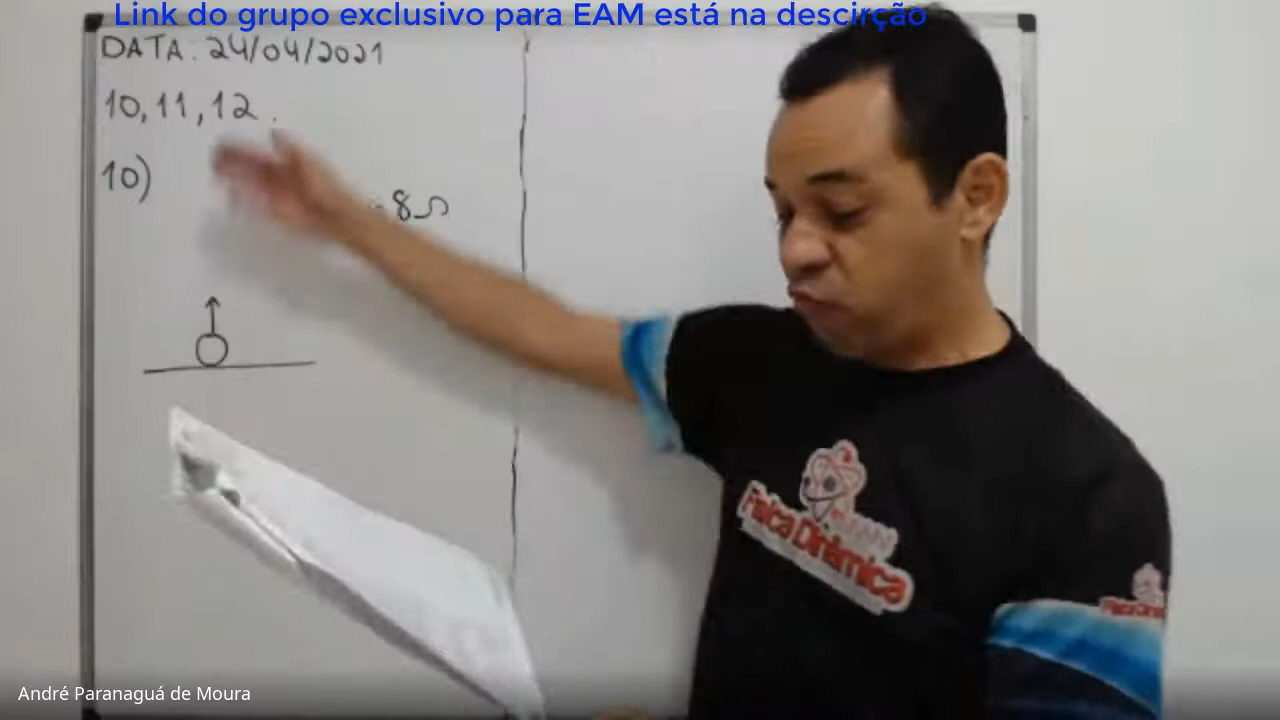 Link do grupo exclusivo para EAM está na descirção
DATA: 24/04/2021
10, 11, 12.
10)
8
Física Dinâmica
André Paranaguá de Moura